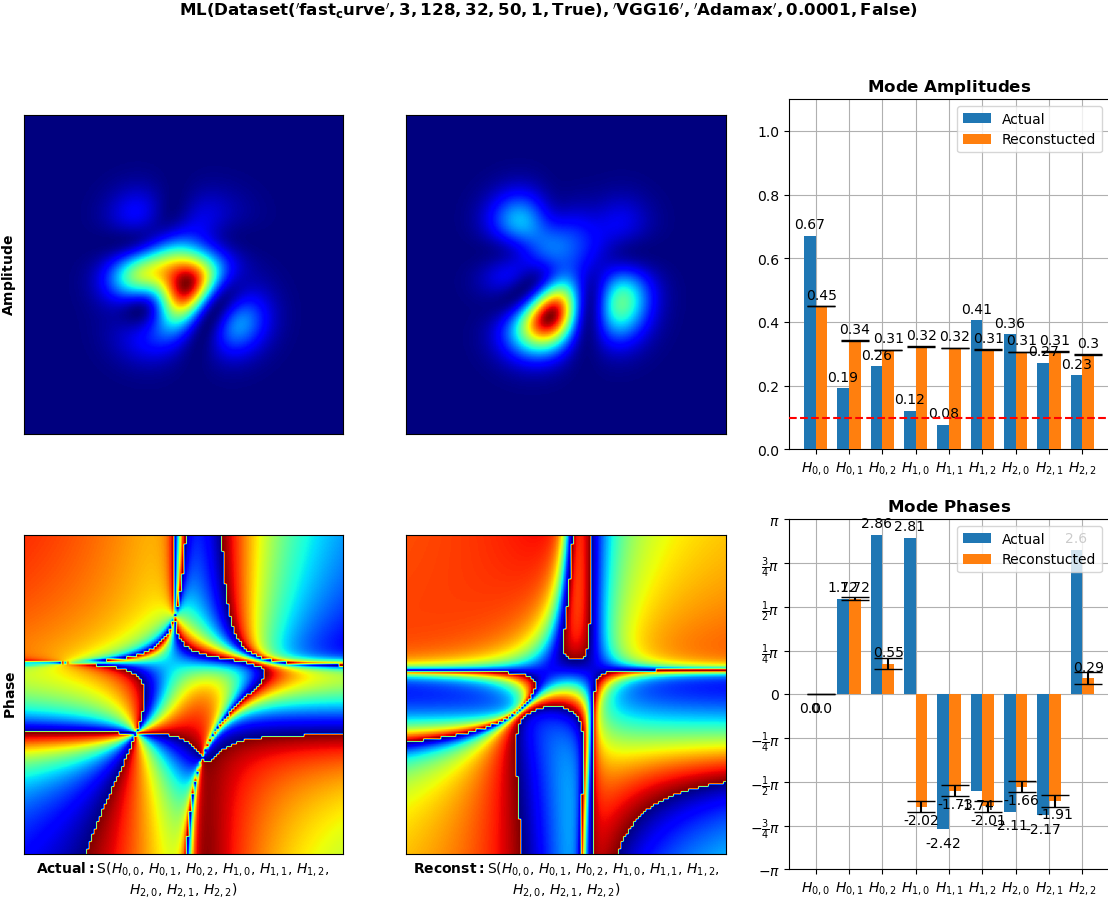 ML(Dataset('fast_curve', 3, 128, 32, 50, 1, True), 'VGG16', 'Adamax', 0.0001, False)
Amplitude
Mode Amplitudes
Actual
Reconstucted
1.0
0.8
0.6
0.4
0.2
0.0
0.67
0.45
0.19
0.34
0.26
0.31
0.12
0.32
0.08
0.32
0.41
0.31
0.36
0.31
0.27
0.31
0.23
0.3
H0,0 H0,1 H0,2 H1,0 H1,1 H1,2 H2,0 H2,1 H2,2
Phase
Actual: S(H0,0, H0,1, H0,2, H1,0, H1,1, H1,2,
H2,0, H2,1, H2,2)
Reconst: S(H0,0, H0,1, H0,2, H1,0, H1,1, H1,2,
H2,0, H2,1, H2,2)
Mode Phases
Actual
Reconstucted
π
3/4π
1/2π
1/4π
0
−1/4π
−1/2π
−3/4π
−π
0.0
0.0
1.72
1.72
2.86
0.55
2.81
-2.02
-2.42
-1.73
-1.74
-2.01
-2.11
-1.66
-2.17
-1.91
2.6
0.29
H0,0 H0,1 H0,2 H1,0 H1,1 H1,2 H2,0 H2,1 H2,2